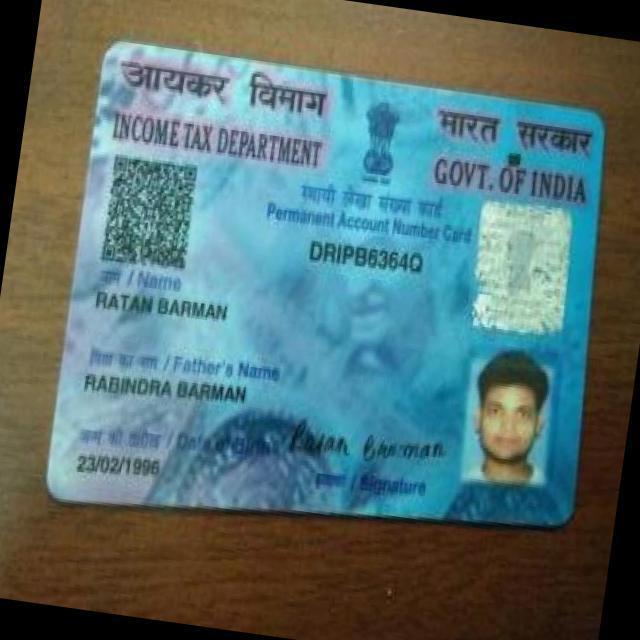 आयकर विभाग
INCOME TAX DEPARTMENT
भारत सरकार
GOVT. OF INDIA
स्थायी लेखा संख्या कार्ड
Permanent Account Number Card
DRIPB6364Q
नाम / Name
RATAN BARMAN
पिता का नाम / Father's Name
RABINDRA BARMAN
जन्म की तारीख / Date of Birth
23/02/1996
Ratan Barman
हस्ताक्षर / Signature